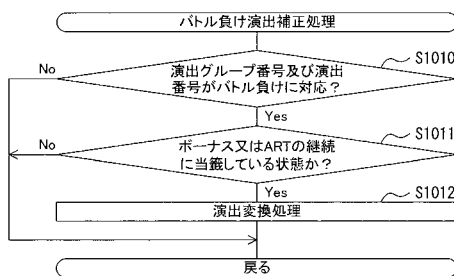 バトル負け演出補正処理
S1010
No
演出グループ番号及び演出
番号がバトル負けに対応?
Yes
S1011
No
ボーナス又はARTの継続
に当籤している状態か?
Yes
S1012
演出変換処理
戻る